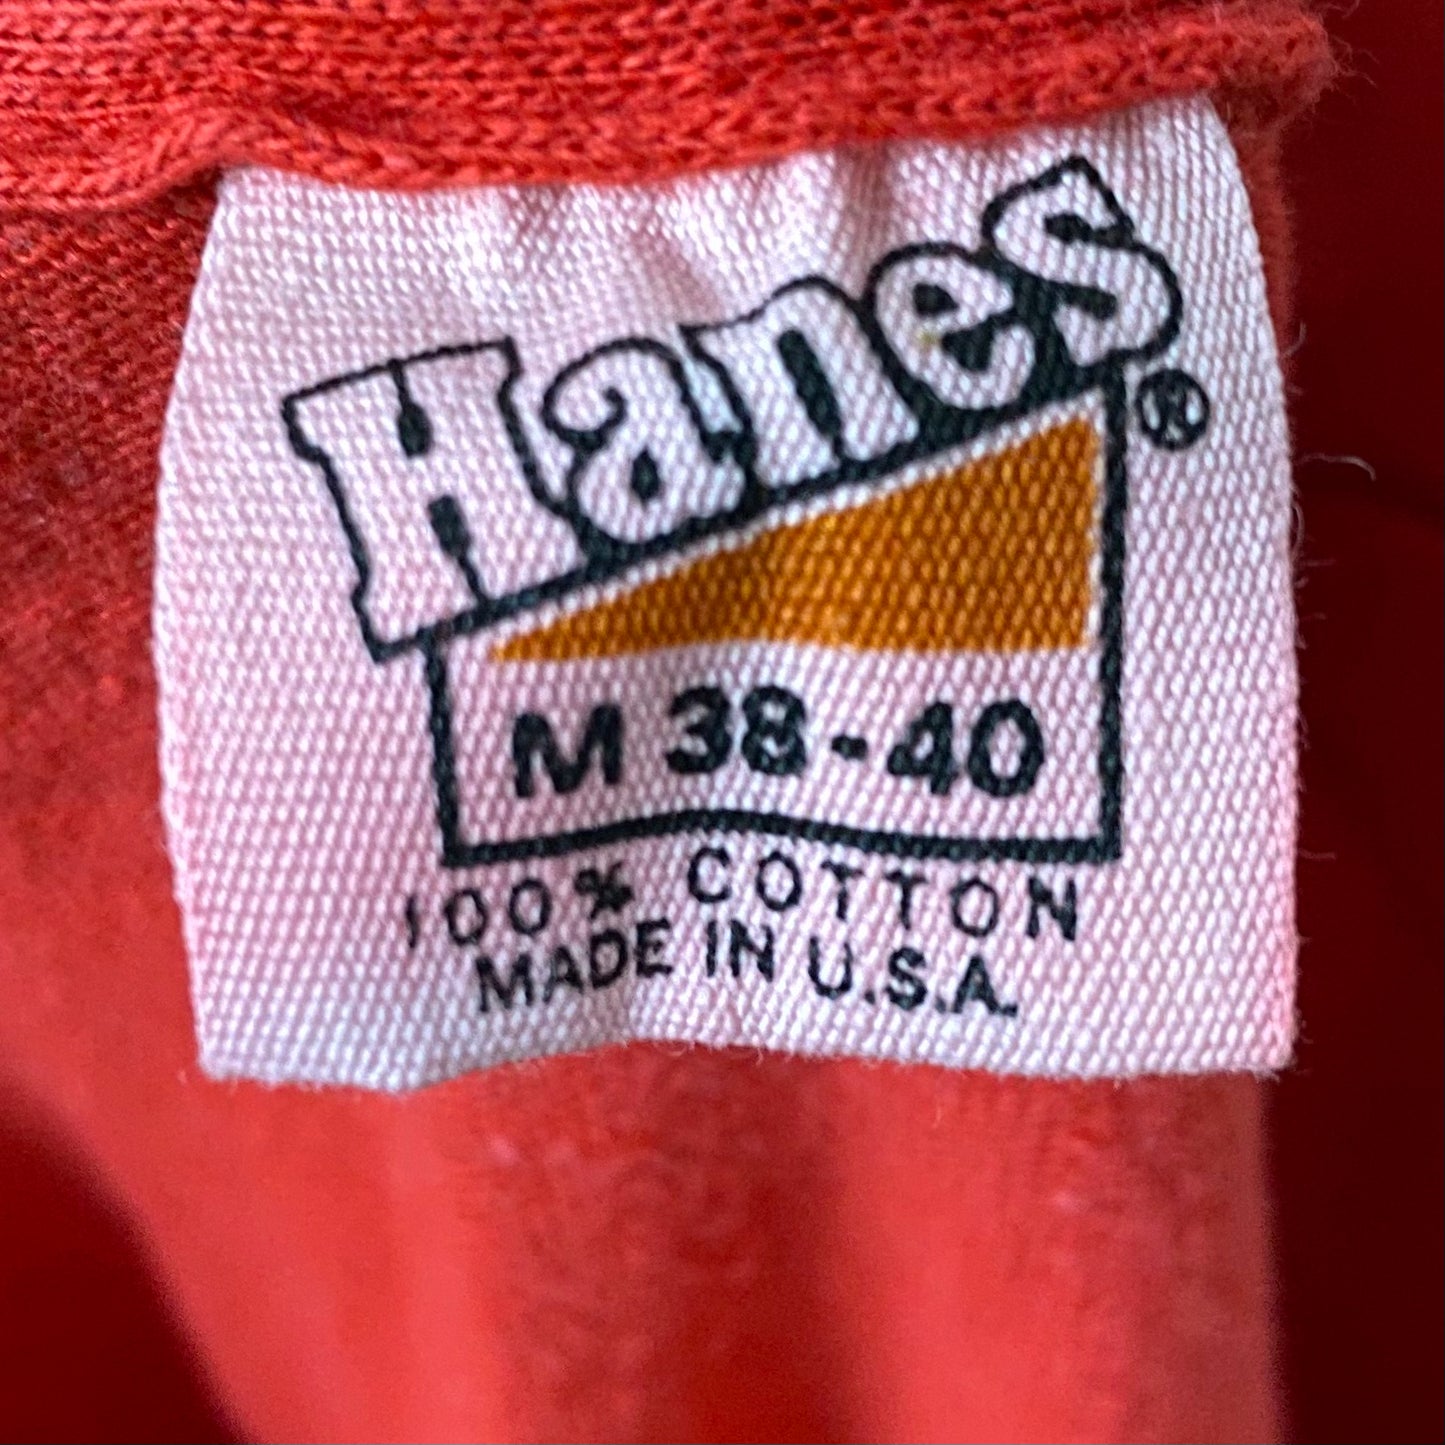 Hanes®
M 38-40
100% COTTON
MADE IN U.S.A.